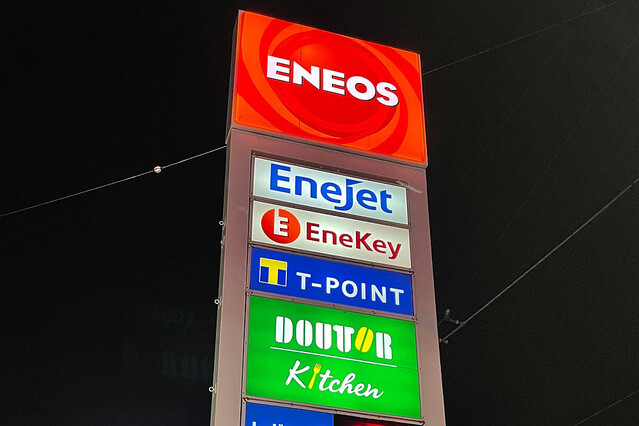 ENEOS
EneJet
E EneKey
T T-POINT
DOUTOR
Kitchen